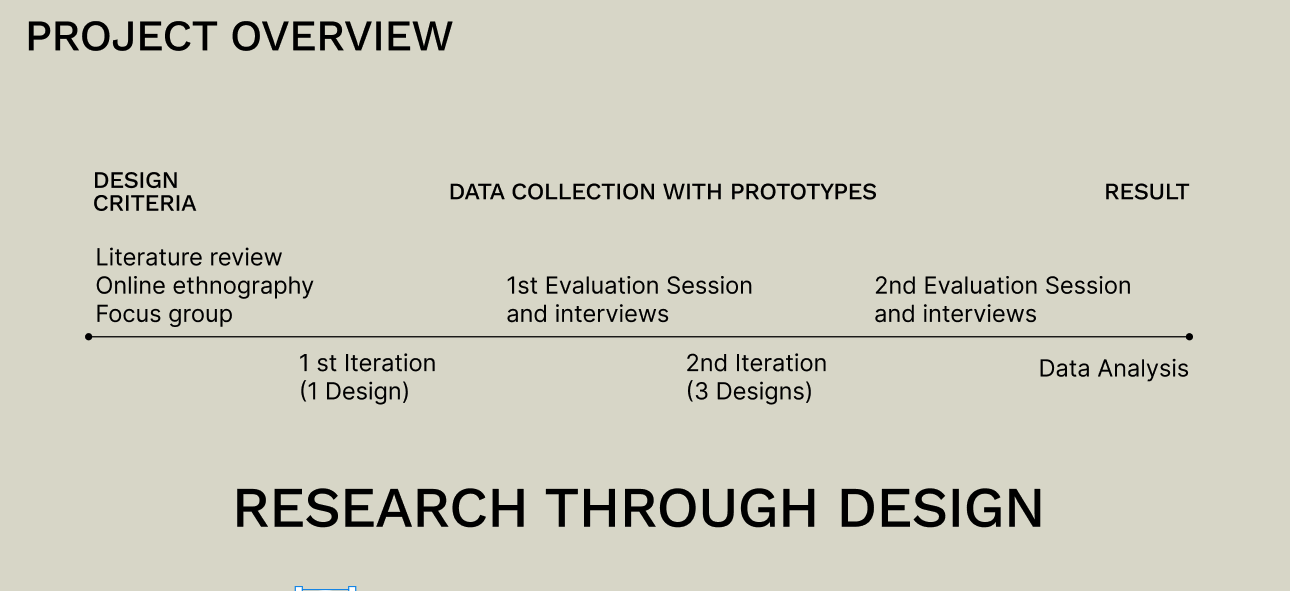 PROJECT OVERVIEW
DESIGN
CRITERIA
DATA COLLECTION WITH PROTOTYPES
RESULT
Literature review
Online ethnography
Focus group
1st Evaluation Session
and interviews
2nd Evaluation Session
and interviews
1 st Iteration
(1 Design)
2nd Iteration
(3 Designs)
Data Analysis
RESEARCH THROUGH DESIGN